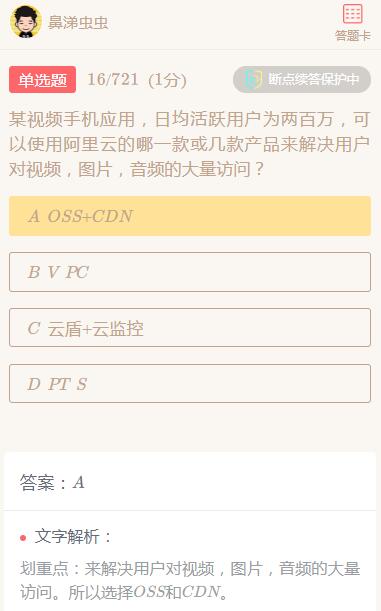 鼻涕虫虫
答题卡
单选题 16/721 (1分) 断点续答保护中
某视频手机应用，日均活跃用户为两百万，可
以使用阿里云的哪一款或几款产品来解决用户
对视频，图片，音频的大量访问？
A OSS+CDN
B V PC
C 云盾+云监控
D PT S
答案：A
文字解析：
划重点：来解决用户对视频，图片，音频的大量
访问。所以选择OSS和CDN。